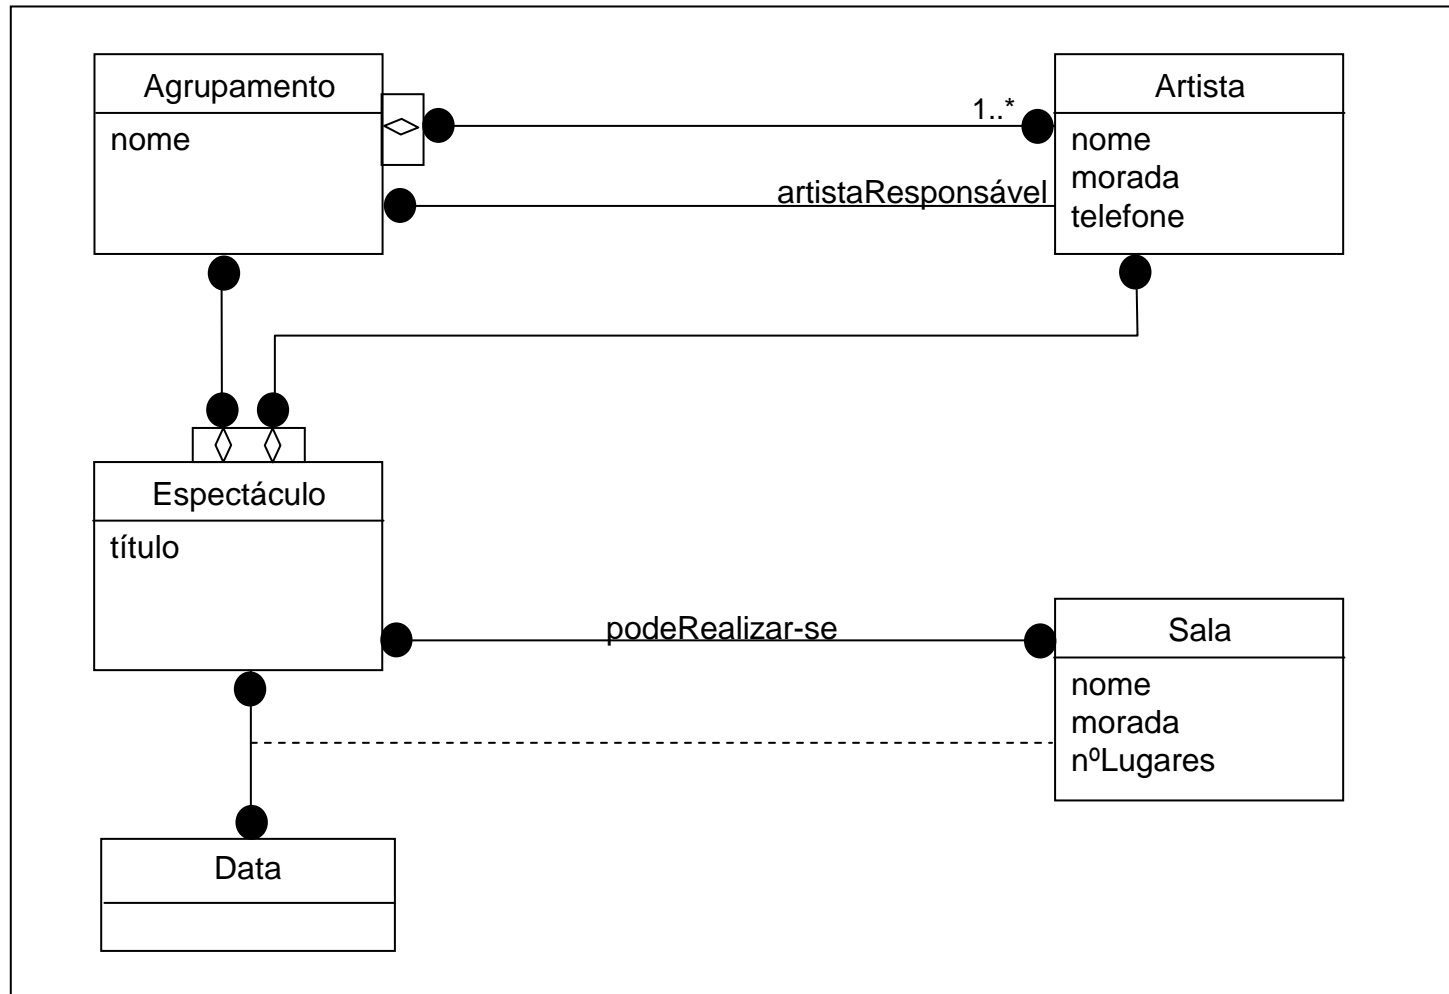 Agrupamento
nome
Artista
nome
morada
telefone
1..*
artistaResponsável
Espectáculo
título
podeRealizar-se
Sala
nome
morada
nºLugares
Data